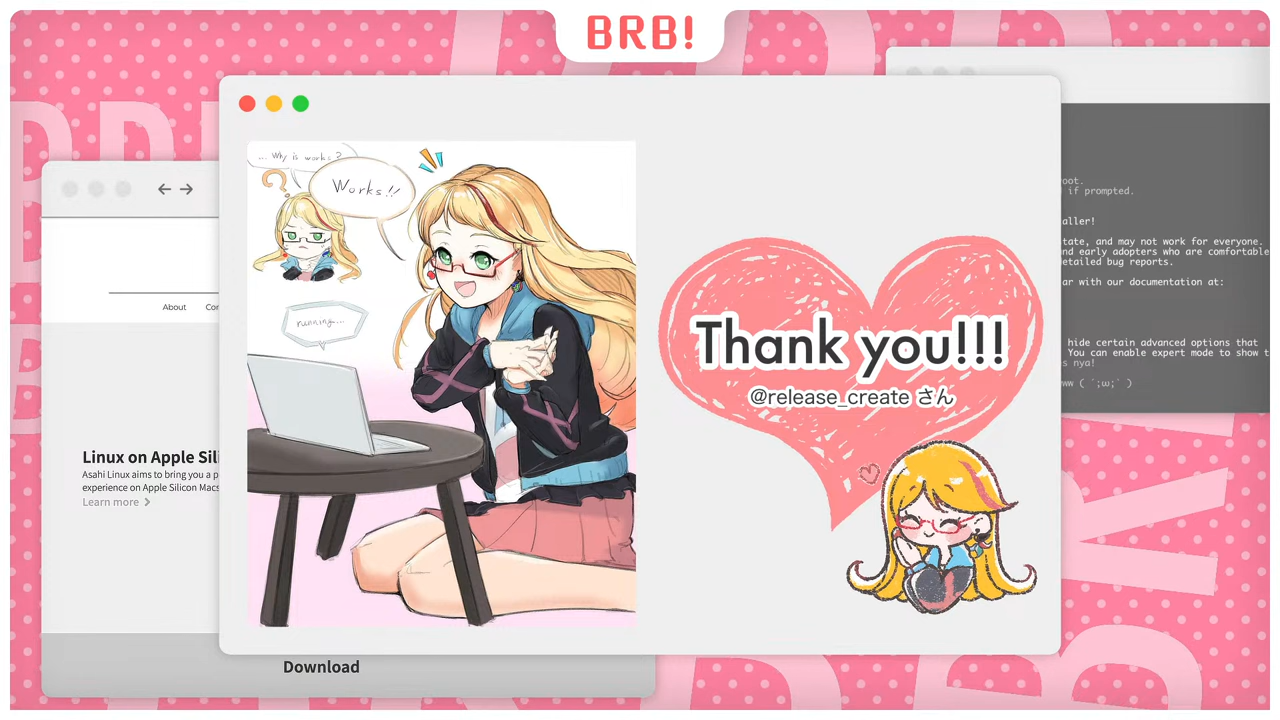 BRB!
... Why is works?
Works!!
running...
Thank you!!!
@release_create さん
About
Linux on Apple Sili
Asahi Linux aims to bring you a p
experience on Apple Silicon Macs
Learn more
Download
root.
if prompted.
aller!
tate, and may not work for everyone.
nd early adopters who are comfortable
etailed bug reports.
ar with our documentation at:
hide certain advanced options that
You can enable expert mode to show t
s nya!
ww ( ´;ω;` )